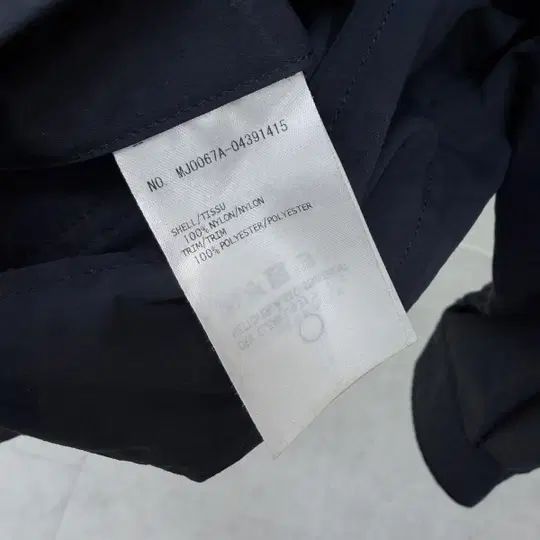 NO. MJ0067A-04391415
SHELL/TISSU
100% NYLON/NYLON
TRIM/TRIM
100% POLYESTER/POLYESTER